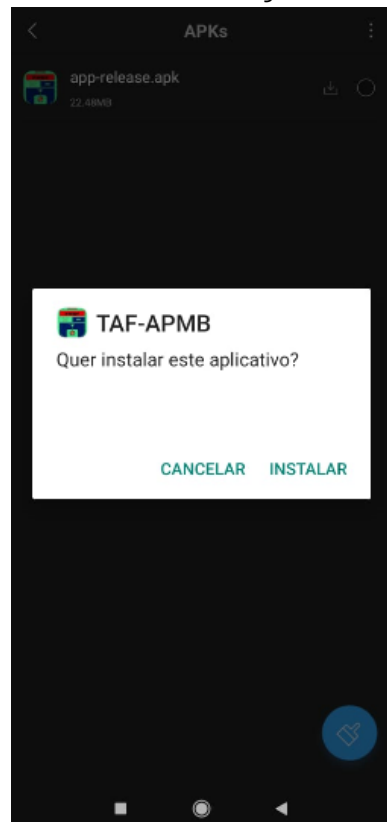 APKs
app-release.apk
22.48MB
TAF-APMB
Quer instalar este aplicativo?
CANCELAR INSTALAR